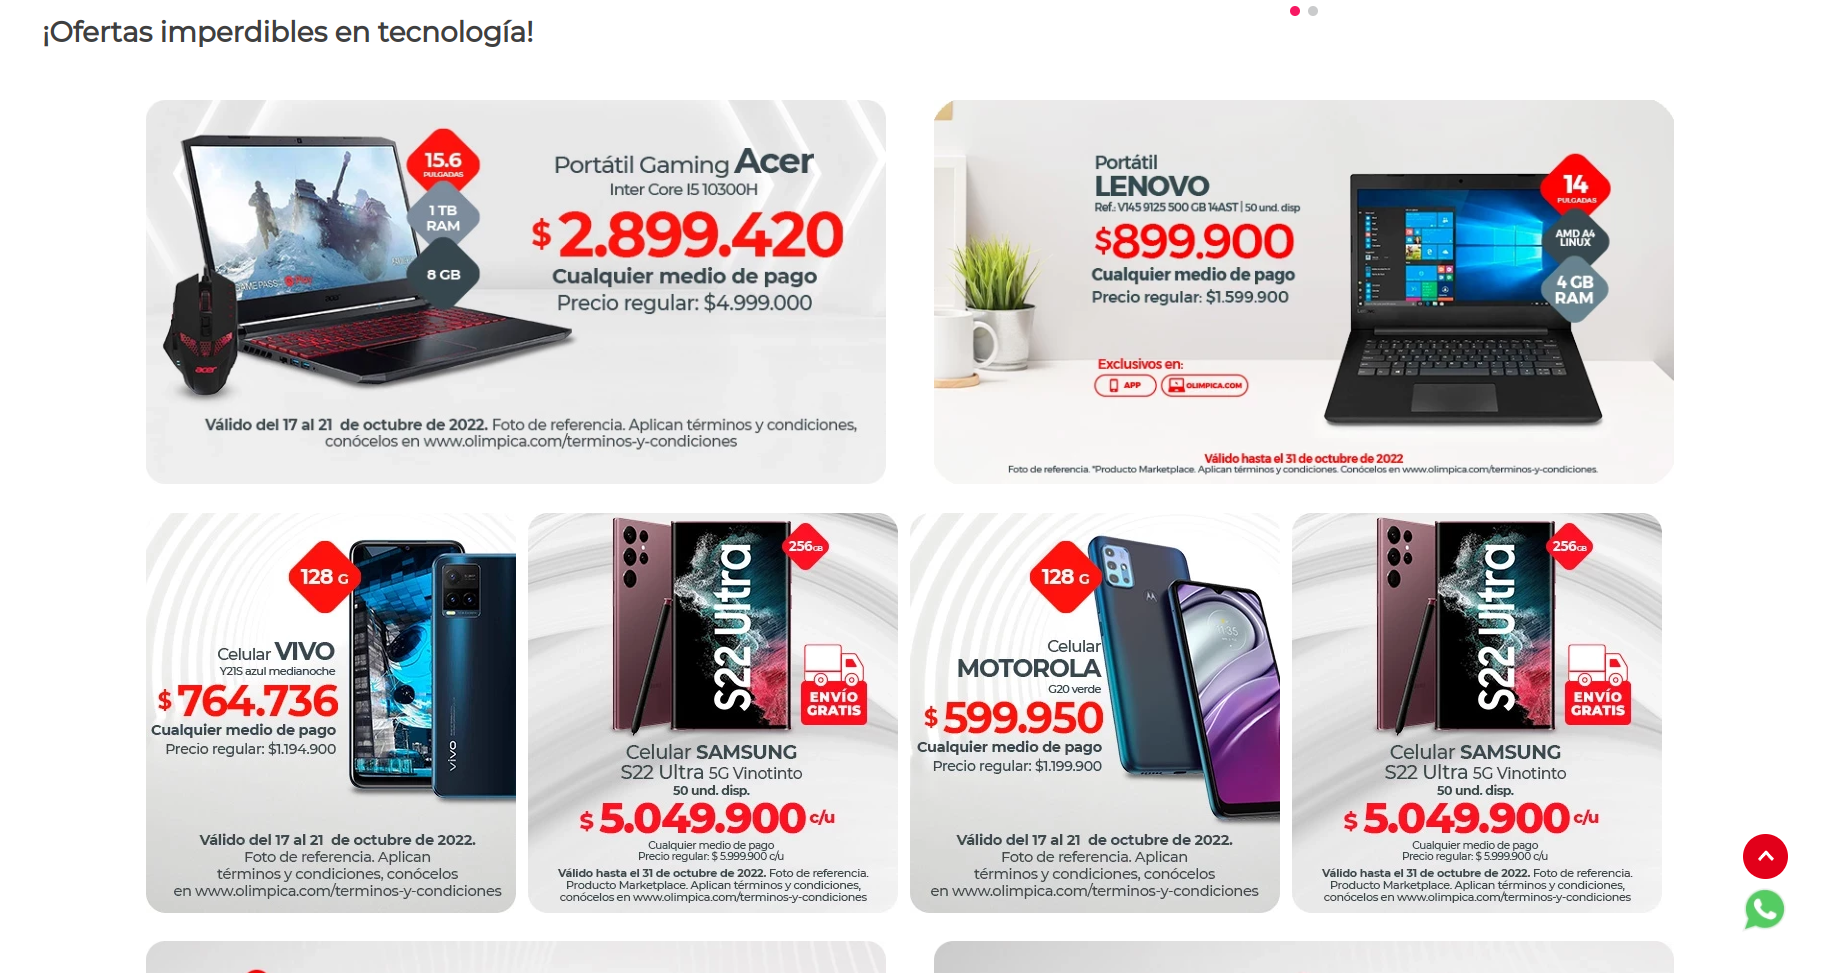 ¡Ofertas imperdibles en tecnología!
15.6
PULGADAS
1 TB
RAM
8 GB
Portátil Gaming Acer
Inter Core I5 10300H
$ 2.899.420
Cualquier medio de pago
Precio regular: $4.999.000
acer
Válido del 17 al 21 de octubre de 2022. Foto de referencia. Aplican términos y condiciones,
conócelos en www.olimpica.com/terminos-y-condiciones
Portátil
LENOVO
Ref.: V145 9125 500 GB 14AST | 50 und. disp
$899.900
Cualquier medio de pago
Precio regular: $1.599.900
Exclusivos en:
APP
OLIMPICA.COM
14
PULGADAS
AMD A4
LINUX
4 GB
RAM
Válido hasta el 31 de octubre de 2022
Foto de referencia. *Producto Marketplace. Aplican términos y condiciones. Conócelos en www.olimpica.com/terminos-y-condiciones.
128 G
Celular VIVO
Y21S azul medianoche
$ 764.736
Cualquier medio de pago
Precio regular: $1.194.900
vivo
Válido del 17 al 21 de octubre de 2022.
Foto de referencia. Aplican
términos y condiciones, conócelos
en www.olimpica.com/terminos-y-condiciones
256GB
S22 Ultra
ENVÍO
GRATIS
Celular SAMSUNG
S22 Ultra 5G Vinotinto
50 und. disp.
$ 5.049.900 c/u
Cualquier medio de pago
Precio regular: $ 5.999.900 c/u
Válido hasta el 31 de octubre de 2022. Foto de referencia.
Producto Marketplace. Aplican términos y condiciones,
conócelos en www.olimpica.com/terminos-y-condiciones
128 G
Celular
MOTOROLA
G20 verde
$ 599.950
Cualquier medio de pago
Precio regular: $1.199.900
11:35
Válido del 17 al 21 de octubre de 2022.
Foto de referencia. Aplican
términos y condiciones, conócelos
en www.olimpica.com/terminos-y-condiciones
256GB
S22 Ultra
ENVÍO
GRATIS
Celular SAMSUNG
S22 Ultra 5G Vinotinto
50 und. disp.
$ 5.049.900 c/u
Cualquier medio de pago
Precio regular: $ 5.999.900 c/u
Válido hasta el 31 de octubre de 2022. Foto de referencia.
Producto Marketplace. Aplican términos y condiciones,
conócelos en www.olimpica.com/terminos-y-condiciones